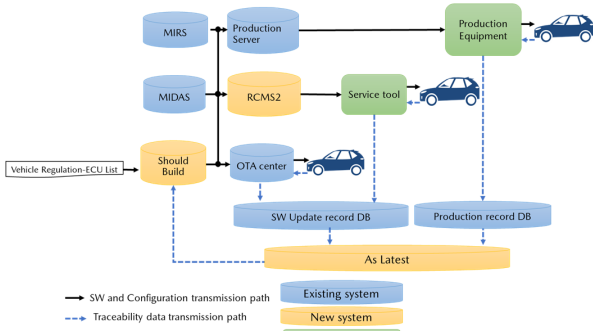 MIRS
Production
Server
Production
Equipment
MIDAS
RCMS2
Service tool
Vehicle Regulation-ECU List
Should
Build
OTA center
SW Update record DB
Production record DB
As Latest
SW and Configuration transmission path
Existing system
Traceability data transmission path
New system